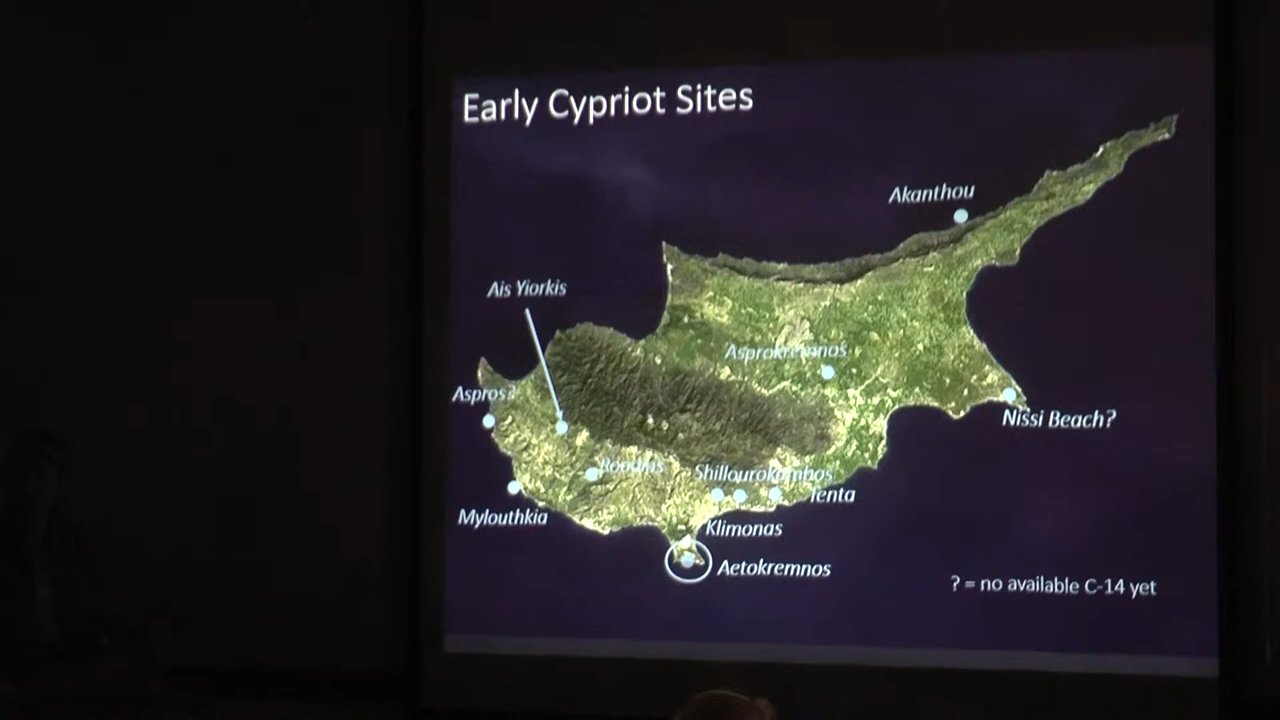 Early Cypriot Sites
Akanthou
Ais Yiorkis
Asprokremnos
Aspros?
Nissi Beach?
Roudias
Shillourokambos
Tenta
Mylouthkia
Klimonas
Aetokremnos
? = no available C-14 yet